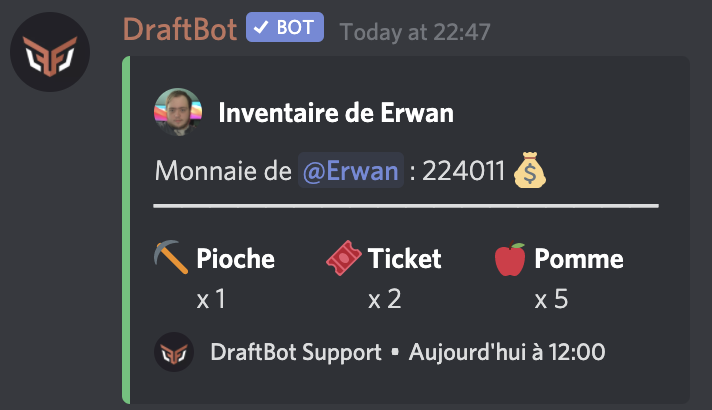 DraftBot ✓ BOT Today at 22:47
Inventaire de Erwan
Monnaie de @Erwan : 224011 💰
Pioche Ticket Pomme
x 1 x 2 x 5
DraftBot Support • Aujourd'hui à 12:00